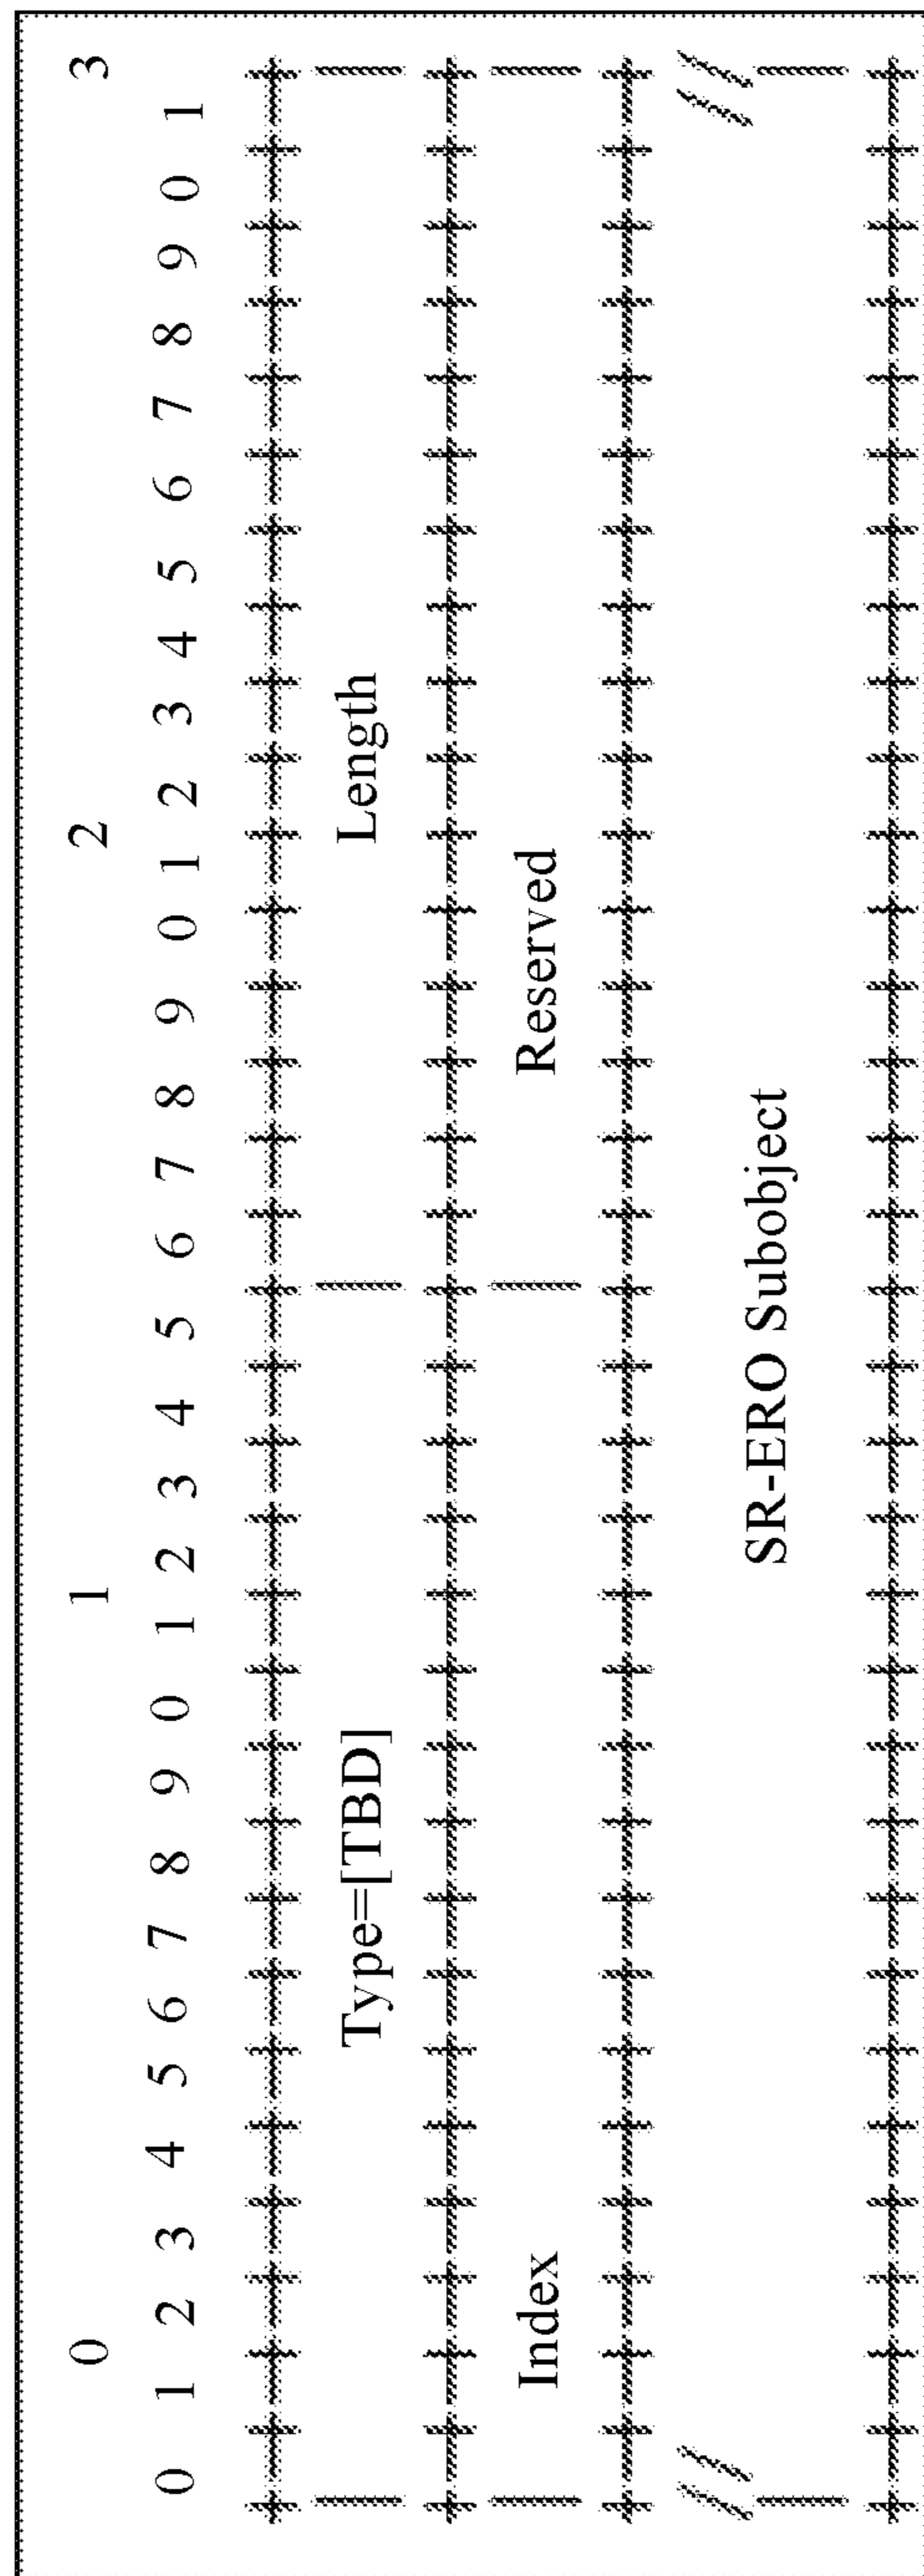 0 1 2 3
0 1 2 3 4 5 6 7 8 9 0 1 2 3 4 5 6 7 8 9 0 1 2 3 4 5 6 7 8 9 0 1
+-+-+-+-+-+-+-+-+-+-+-+-+-+-+-+-+-+-+-+-+-+-+-+-+-+-+-+-+-+-+-+-+
| Type=[TBD] | Length |
+-+-+-+-+-+-+-+-+-+-+-+-+-+-+-+-+-+-+-+-+-+-+-+-+-+-+-+-+-+-+-+-+
| Index | Reserved |
+-+-+-+-+-+-+-+-+-+-+-+-+-+-+-+-+-+-+-+-+-+-+-+-+-+-+-+-+-+-+-+-+
// //
| SR-ERO Subobject |
+-+-+-+-+-+-+-+-+-+-+-+-+-+-+-+-+-+-+-+-+-+-+-+-+-+-+-+-+-+-+-+-+